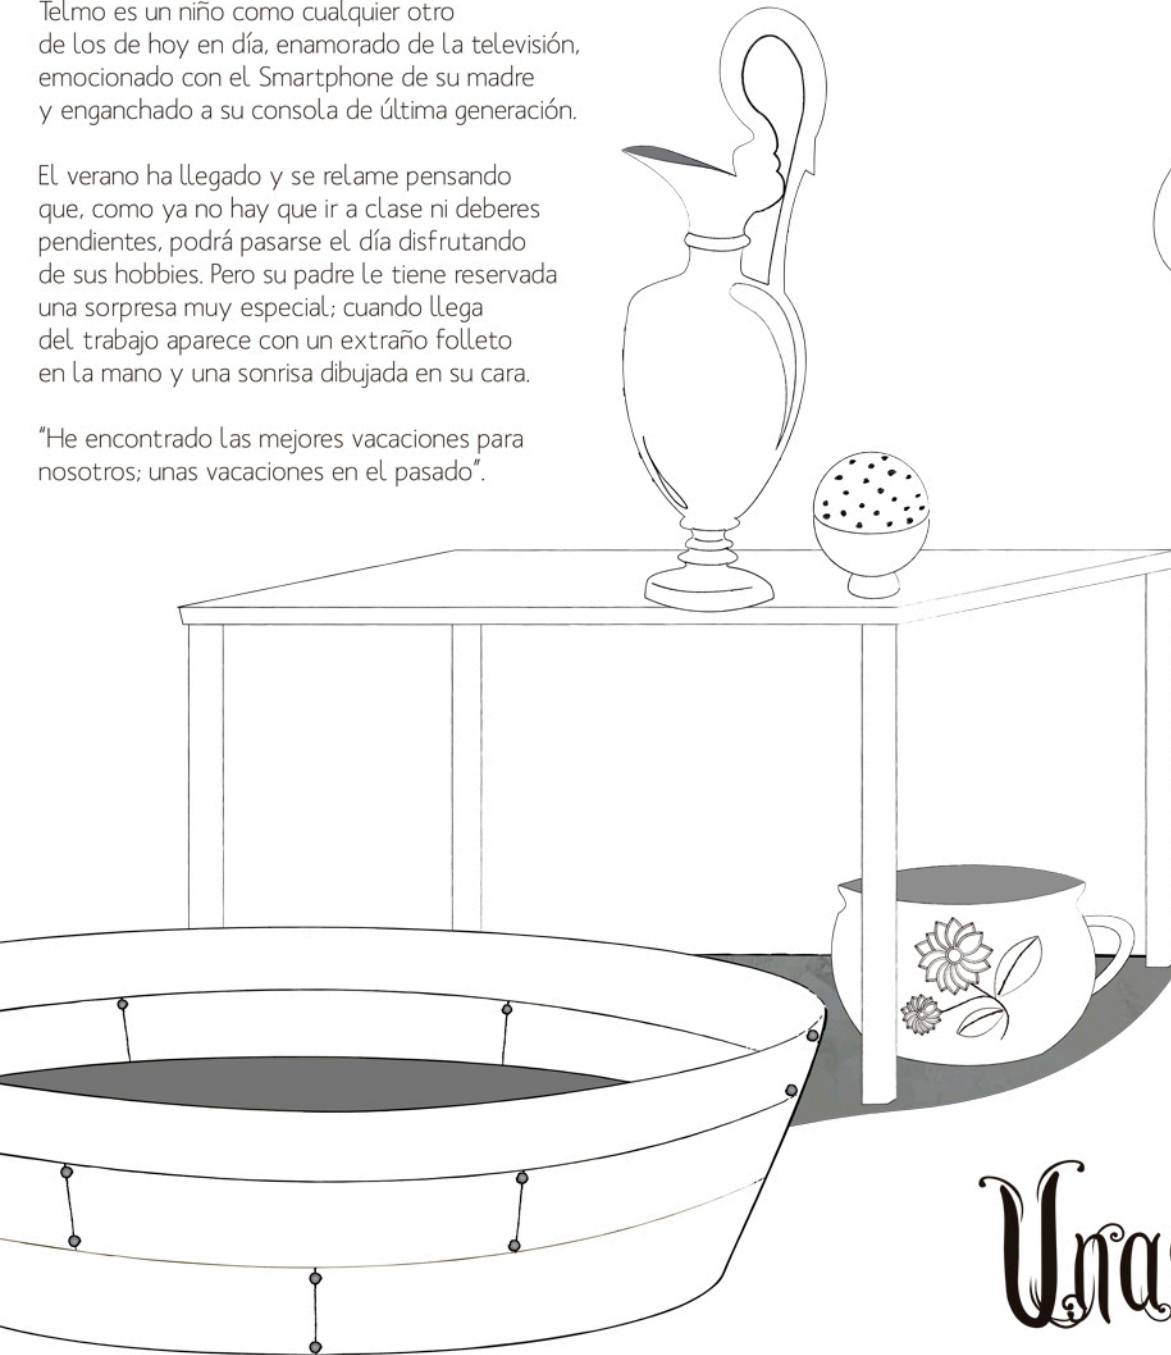 Telmo es un niño como cualquier otro
de los de hoy en día, enamorado de la televisión,
emocionado con el Smartphone de su madre
y enganchado a su consola de última generación.
El verano ha llegado y se relame pensando
que, como ya no hay que ir a clase ni deberes
pendientes, podrá pasarse el día disfrutando
de sus hobbies. Pero su padre le tiene reservada
una sorpresa muy especial; cuando llega
del trabajo aparece con un extraño folleto
en la mano y una sonrisa dibujada en su cara.
“He encontrado las mejores vacaciones para
nosotros; unas vacaciones en el pasado”.
Una